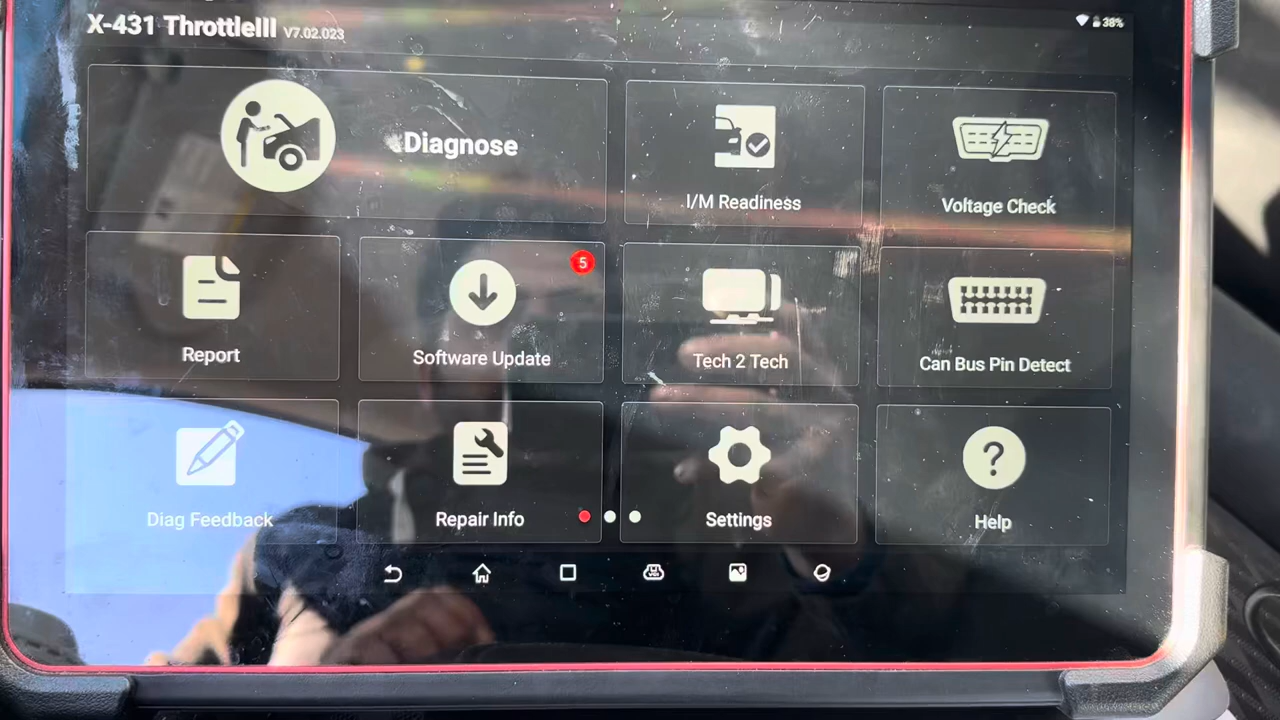 X-431 ThrottleIII V7.02.023
38%
Diagnose
I/M Readiness
Voltage Check
Report
5
Software Update
Tech 2 Tech
Can Bus Pin Detect
Diag Feedback
Repair Info
Settings
?
Help
VCI